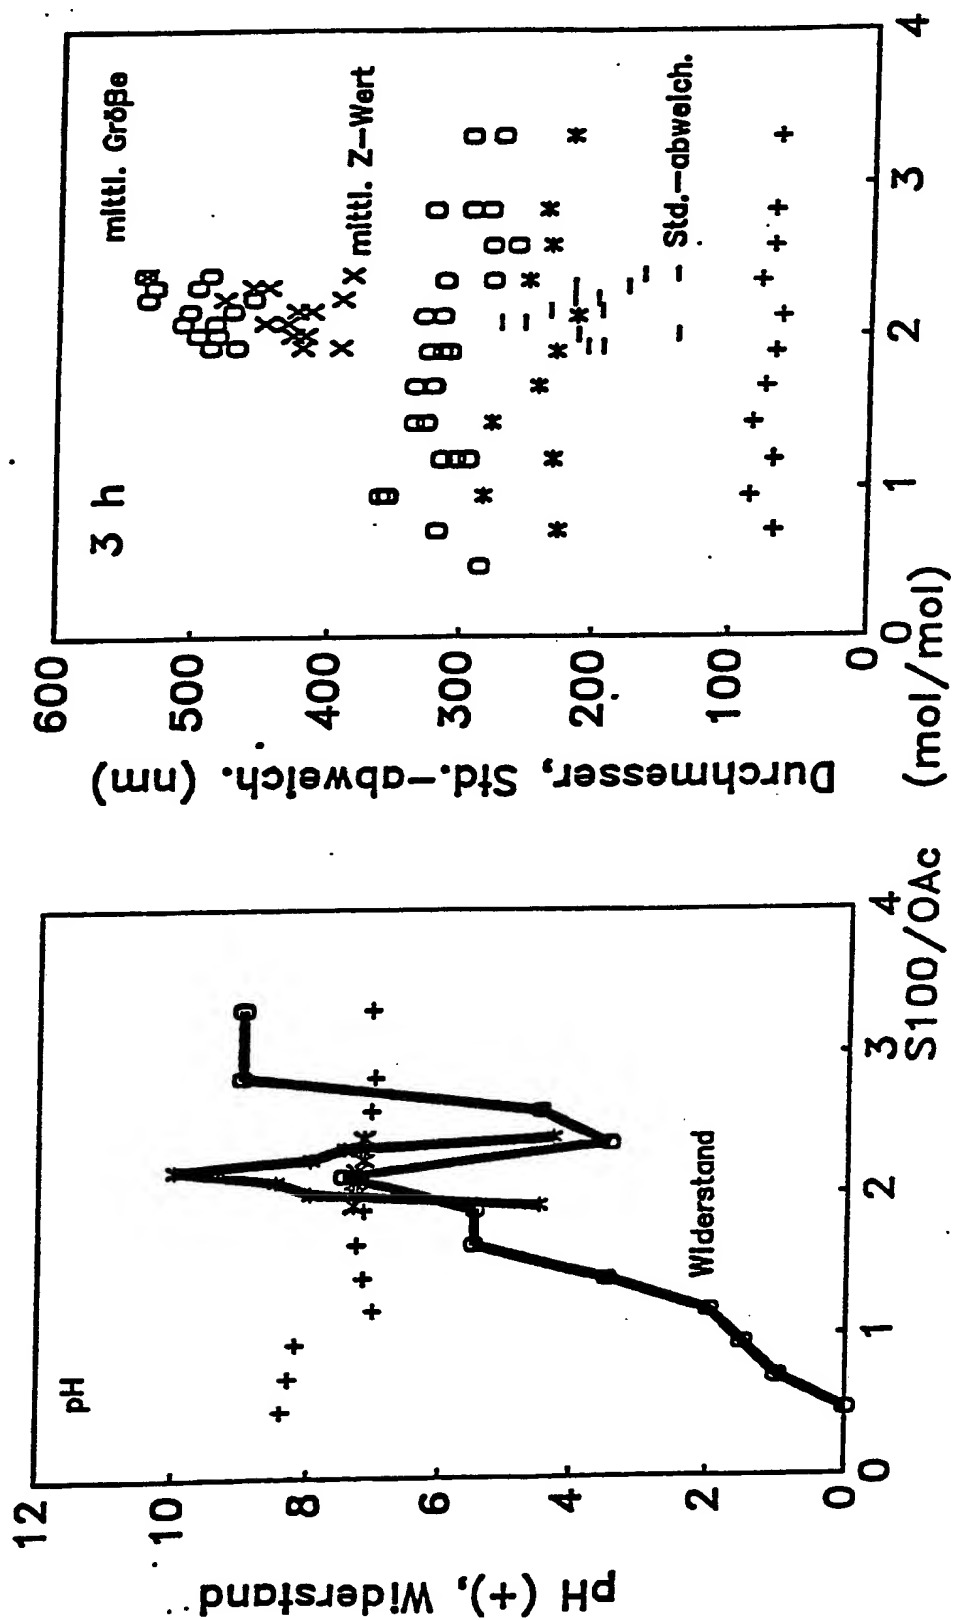 12
10
8
6
4
2
0
pH (+), Widerstand
pH
Widerstand
0
1
2
3
4
S100/OAc (mol/mol)
600
500
400
300
200
100
0
Durchmesser, Std.-abweich. (nm)
3 h
mittl. Größe
mittl. Z-Wert
Std.-abweich.
0
1
2
3
4